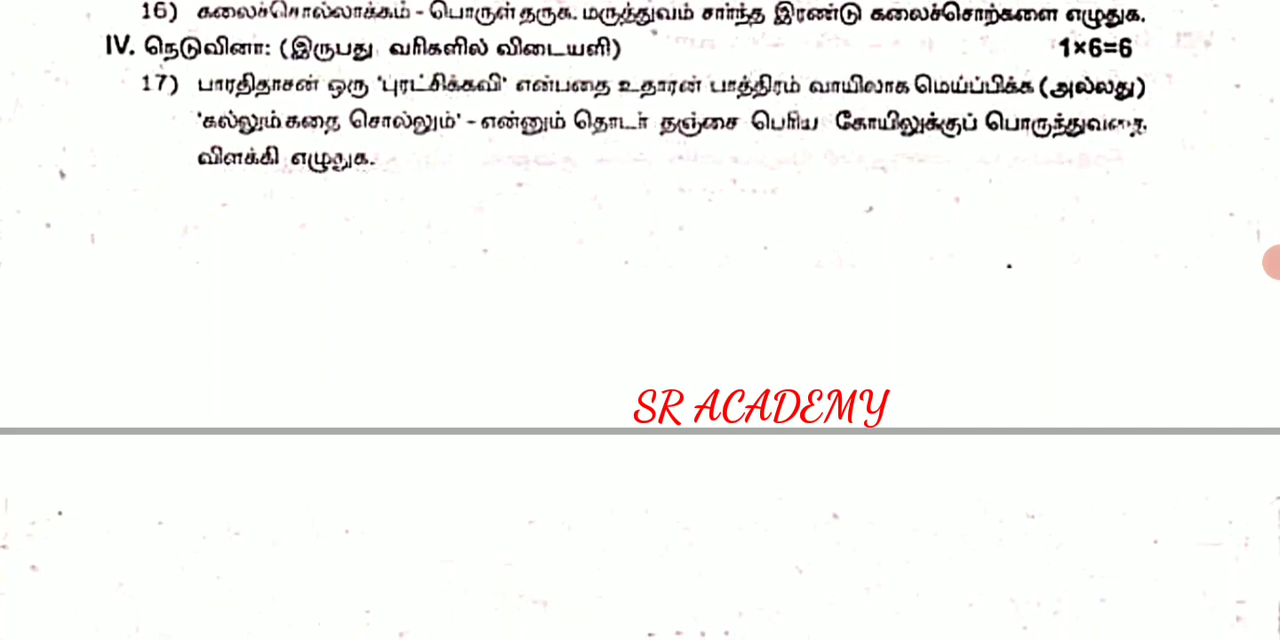 16) கலைச்சொல்லாக்கம் - பொருள் தருக. மருத்துவம் சார்ந்த இரண்டு கலைச்சொற்களை எழுதுக.
IV. நெடுவினா: (இருபது வரிகளில் விடையளி) 1×6=6
17) பாரதிதாசன் ஒரு 'புரட்சிக்கவி' என்பதை உதாரன் பாத்திரம் வாயிலாக மெய்ப்பிக்க (அல்லது)
'கல்லும் கதை சொல்லும்' - என்னும் தொடர் தஞ்சை பெரிய கோயிலுக்குப் பொருந்துவதை
விளக்கி எழுதுக.
SR ACADEMY